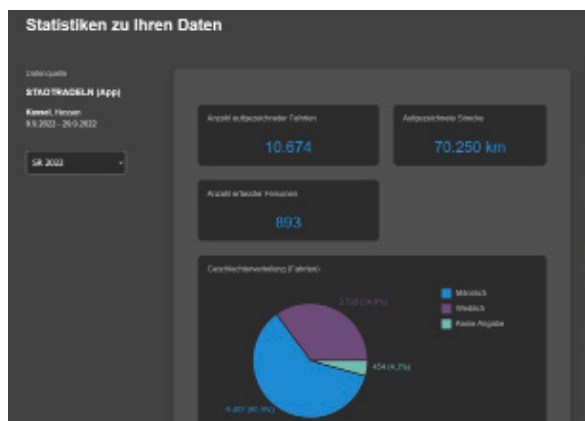 Statistiken zu Ihren Daten
Datenquelle
STADTRADELN (App)
Kassel, Hessen
9.9.2022 - 29.9.2022
SR 2022
Anzahl aufgezeichneter Fahrten
10.674
Aufgezeichnete Strecke
70.250 km
Anzahl erfasster Personen
893
Geschlechterverteilung (Fahrten)
Männlich
Weiblich
Keine Angabe
454 (4,3%)